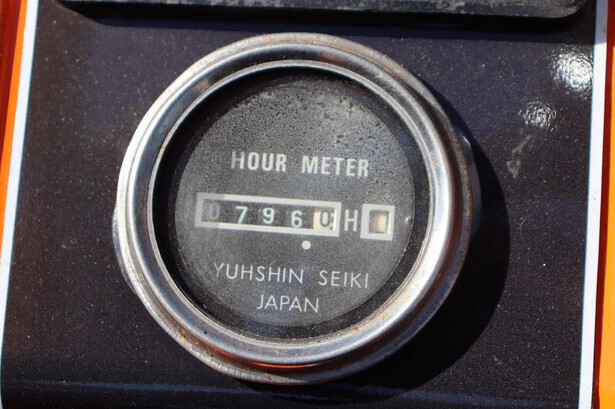 HOUR METER
07960 H
YUHSHIN SEIKI
JAPAN